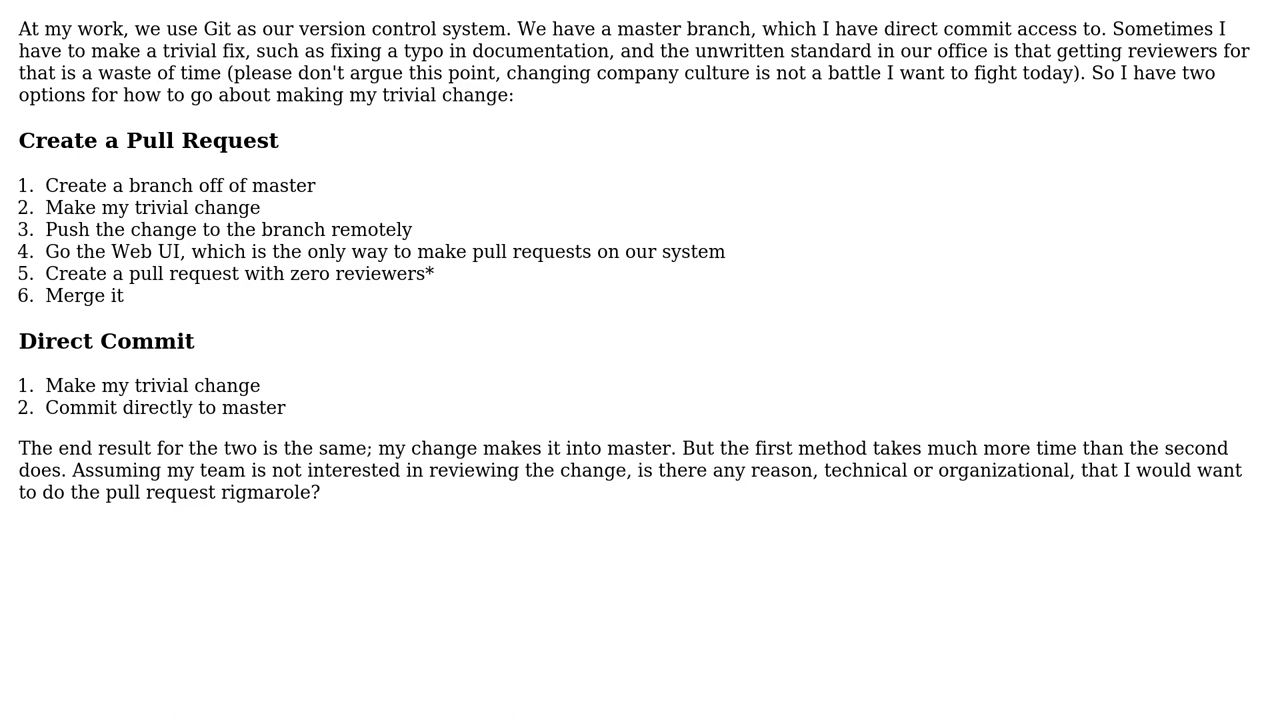 At my work, we use Git as our version control system. We have a master branch, which I have direct commit access to. Sometimes I
have to make a trivial fix, such as fixing a typo in documentation, and the unwritten standard in our office is that getting reviewers for
that is a waste of time (please don't argue this point, changing company culture is not a battle I want to fight today). So I have two
options for how to go about making my trivial change:
Create a Pull Request
1. Create a branch off of master
2. Make my trivial change
3. Push the change to the branch remotely
4. Go the Web UI, which is the only way to make pull requests on our system
5. Create a pull request with zero reviewers*
6. Merge it
Direct Commit
1. Make my trivial change
2. Commit directly to master
The end result for the two is the same; my change makes it into master. But the first method takes much more time than the second
does. Assuming my team is not interested in reviewing the change, is there any reason, technical or organizational, that I would want
to do the pull request rigmarole?